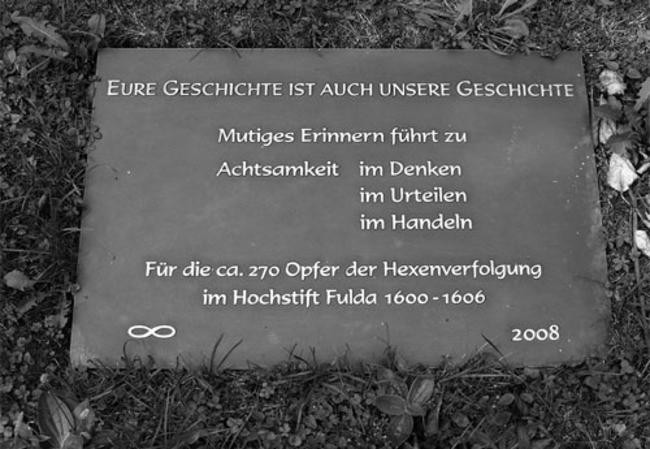 Eure Geschichte ist auch unsere Geschichte
Mutiges Erinnern führt zu
Achtsamkeit im Denken
im Urteilen
im Handeln
Für die ca. 270 Opfer der Hexenverfolgung
im Hochstift Fulda 1600 - 1606
∞ 2008